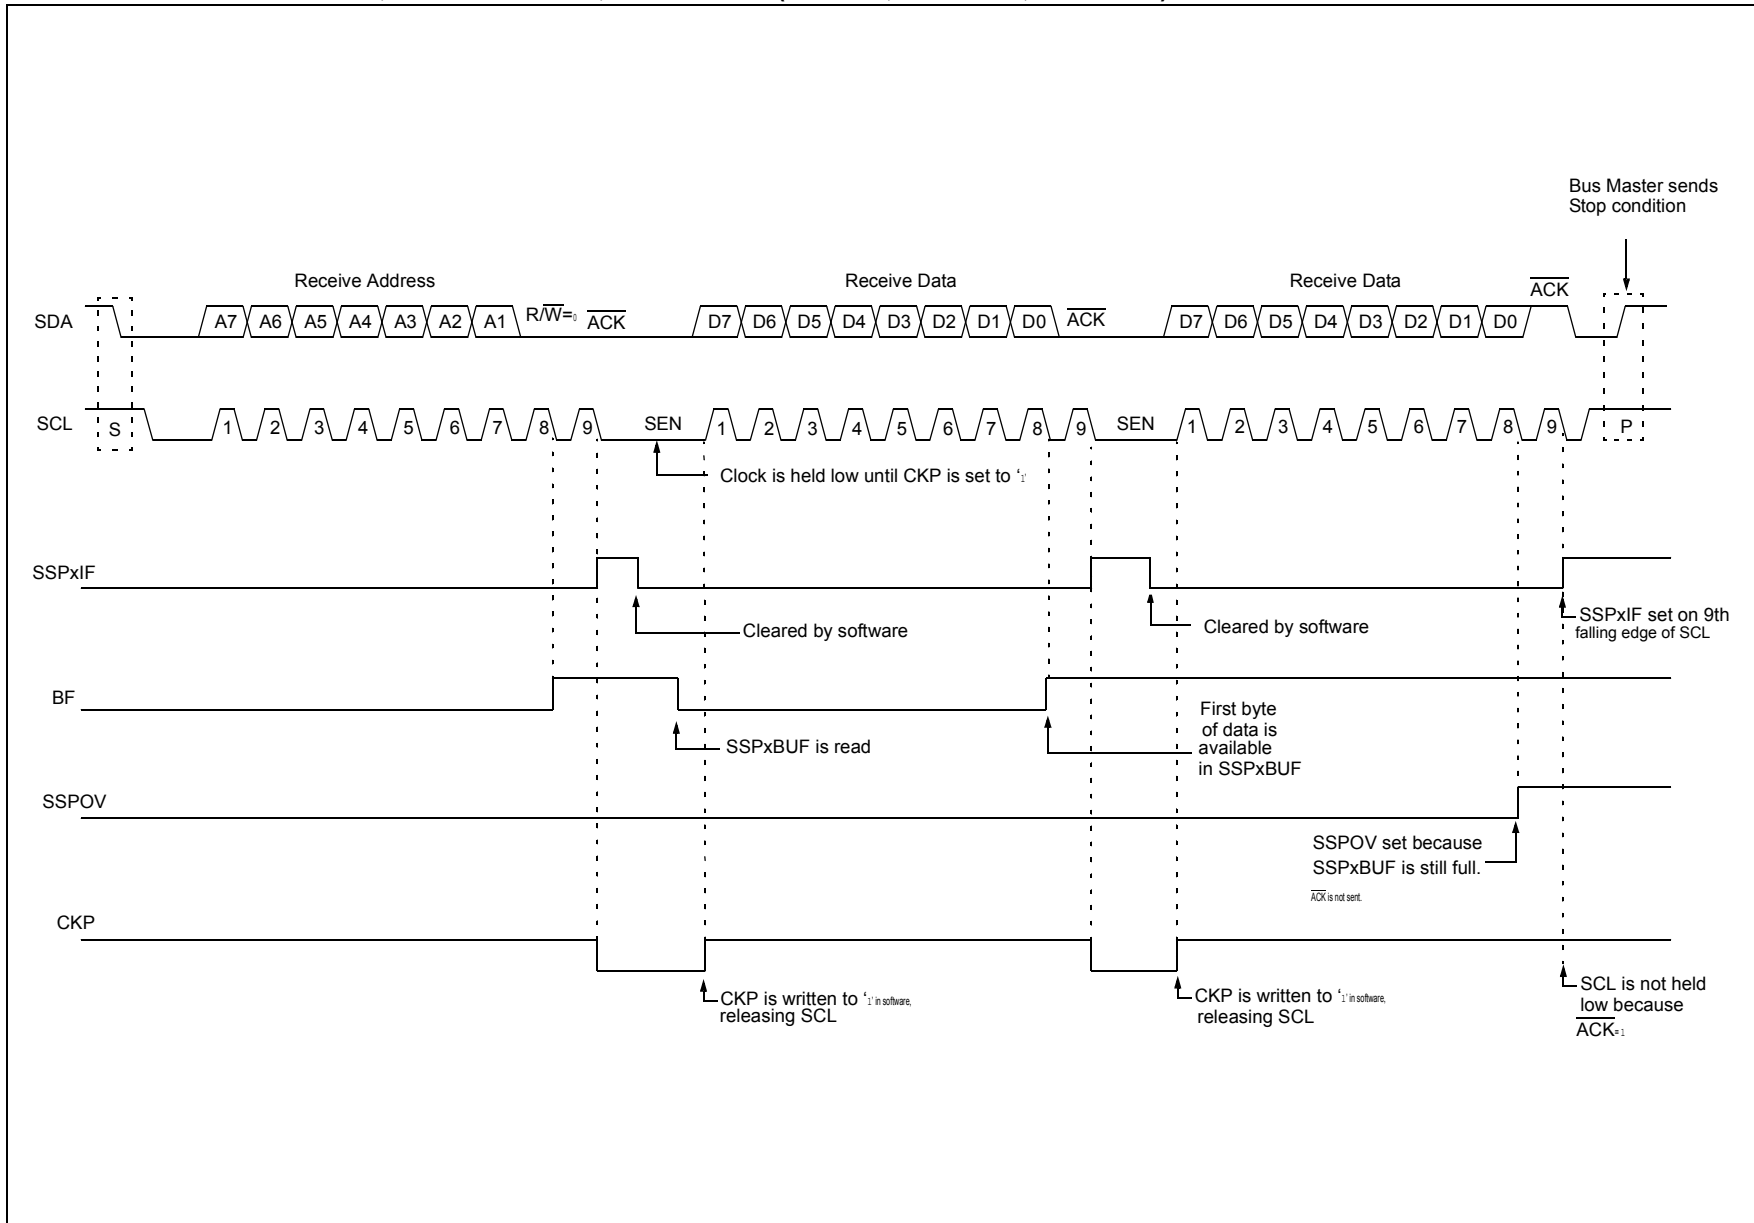 Bus Master sends
Stop condition
Receive Address
Receive Data
Receive Data
ACK
SDA
A7 A6 A5 A4 A3 A2 A1 R/W=0 ACK D7 D6 D5 D4 D3 D2 D1 D0 ACK D7 D6 D5 D4 D3 D2 D1 D0
SCL
S 1 2 3 4 5 6 7 8 9 SEN 1 2 3 4 5 6 7 8 9 SEN 1 2 3 4 5 6 7 8 9 P
Clock is held low until CKP is set to ‘1’
SSPxIF
Cleared by software
Cleared by software
SSPxIF set on 9th
falling edge of SCL
BF
SSPxBUF is read
First byte
of data is
available
in SSPxBUF
SSPOV
SSPOV set because
SSPxBUF is still full.
ACK is not sent.
CKP
CKP is written to ‘1’ in software,
releasing SCL
CKP is written to ‘1’ in software,
releasing SCL
SCL is not held
low because
ACK= 1